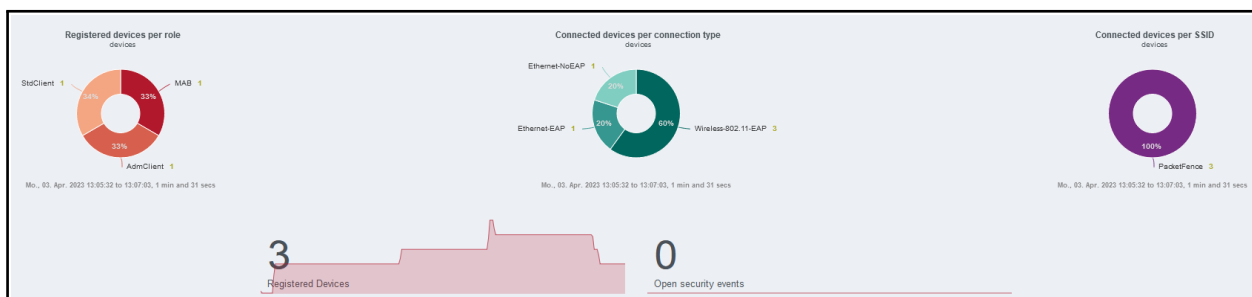 Registered devices per role
devices
StdClient 1
MAB 1
34%
33%
33%
AdmClient 1
Mo., 03. Apr. 2023 13:05:32 to 13:07:03, 1 min and 31 secs
Connected devices per connection type
devices
Ethernet-NoEAP 1
20%
Ethernet-EAP 1
20%
60%
Wireless-802.11-EAP 3
Mo., 03. Apr. 2023 13:05:32 to 13:07:03, 1 min and 31 secs
Connected devices per SSID
devices
100%
PacketFence 3
Mo., 03. Apr. 2023 13:05:32 to 13:07:03, 1 min and 31 secs
3
Registered Devices
0
Open security events